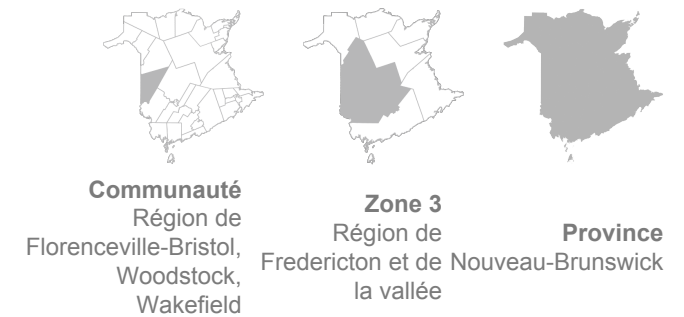 Communauté
Région de
Florenceville-Bristol,
Woodstock,
Wakefield
Zone 3
Région de
Fredericton et de
la vallée
Province
Nouveau-Brunswick